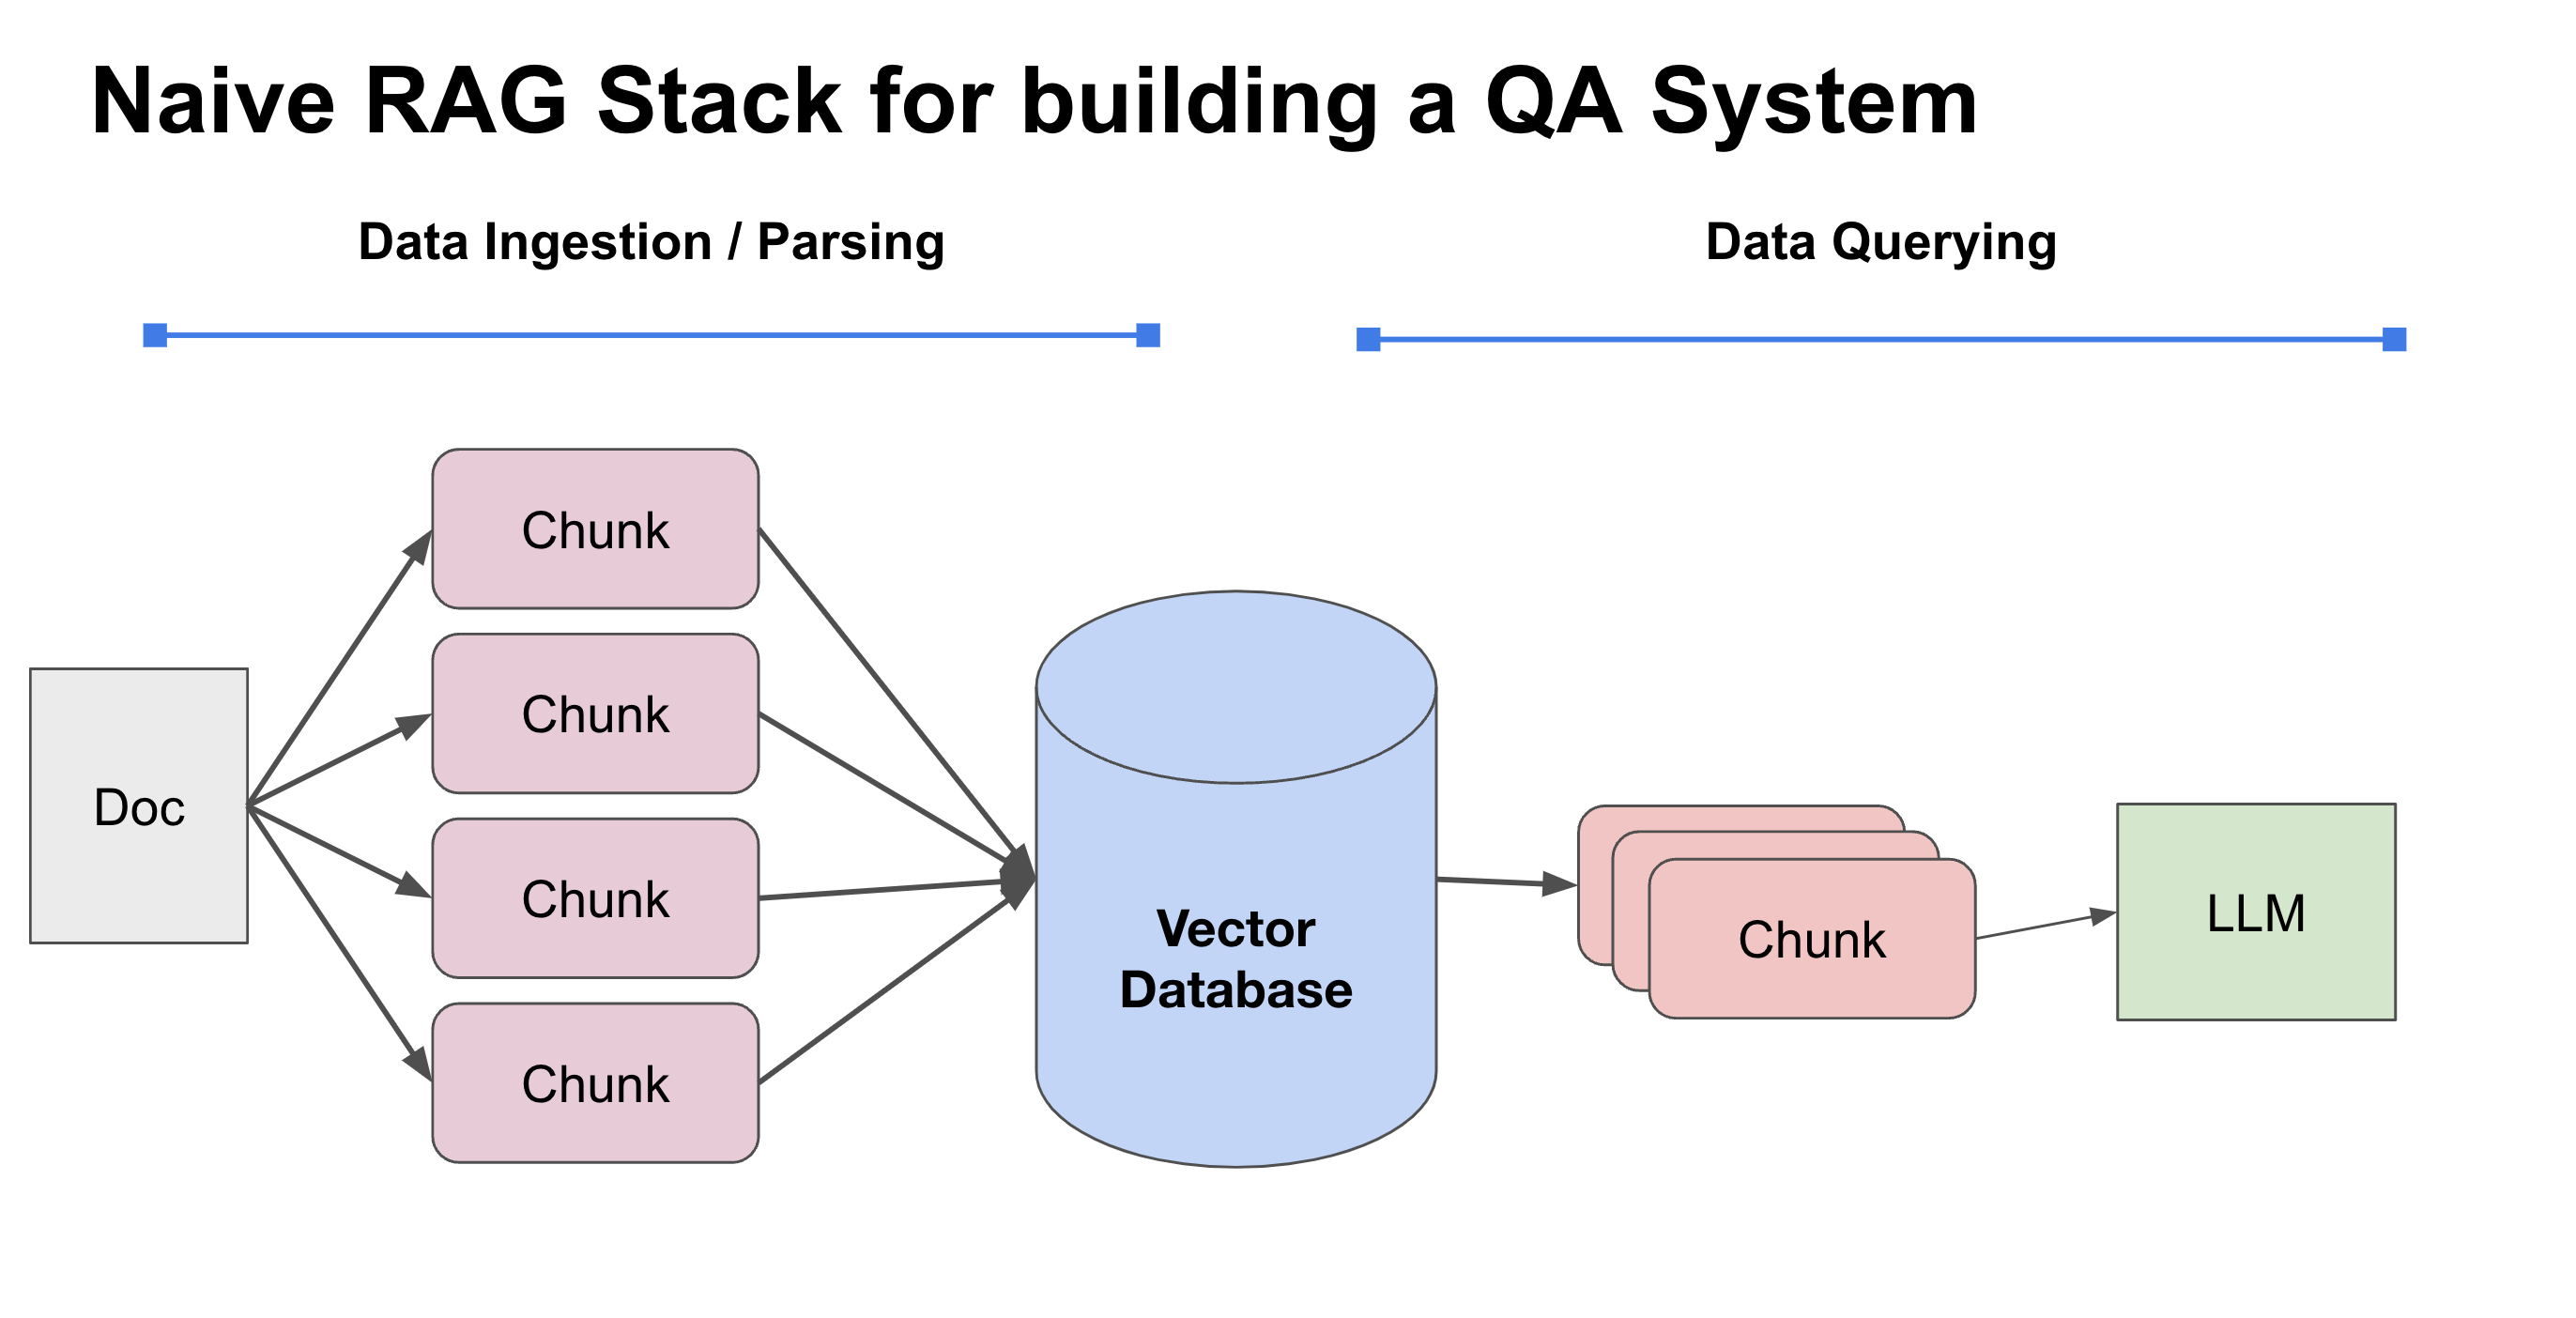 Naive RAG Stack for building a QA System
Data Ingestion / Parsing
Data Querying
Doc
Chunk
Chunk
Chunk
Chunk
Vector
Database
Chunk
LLM